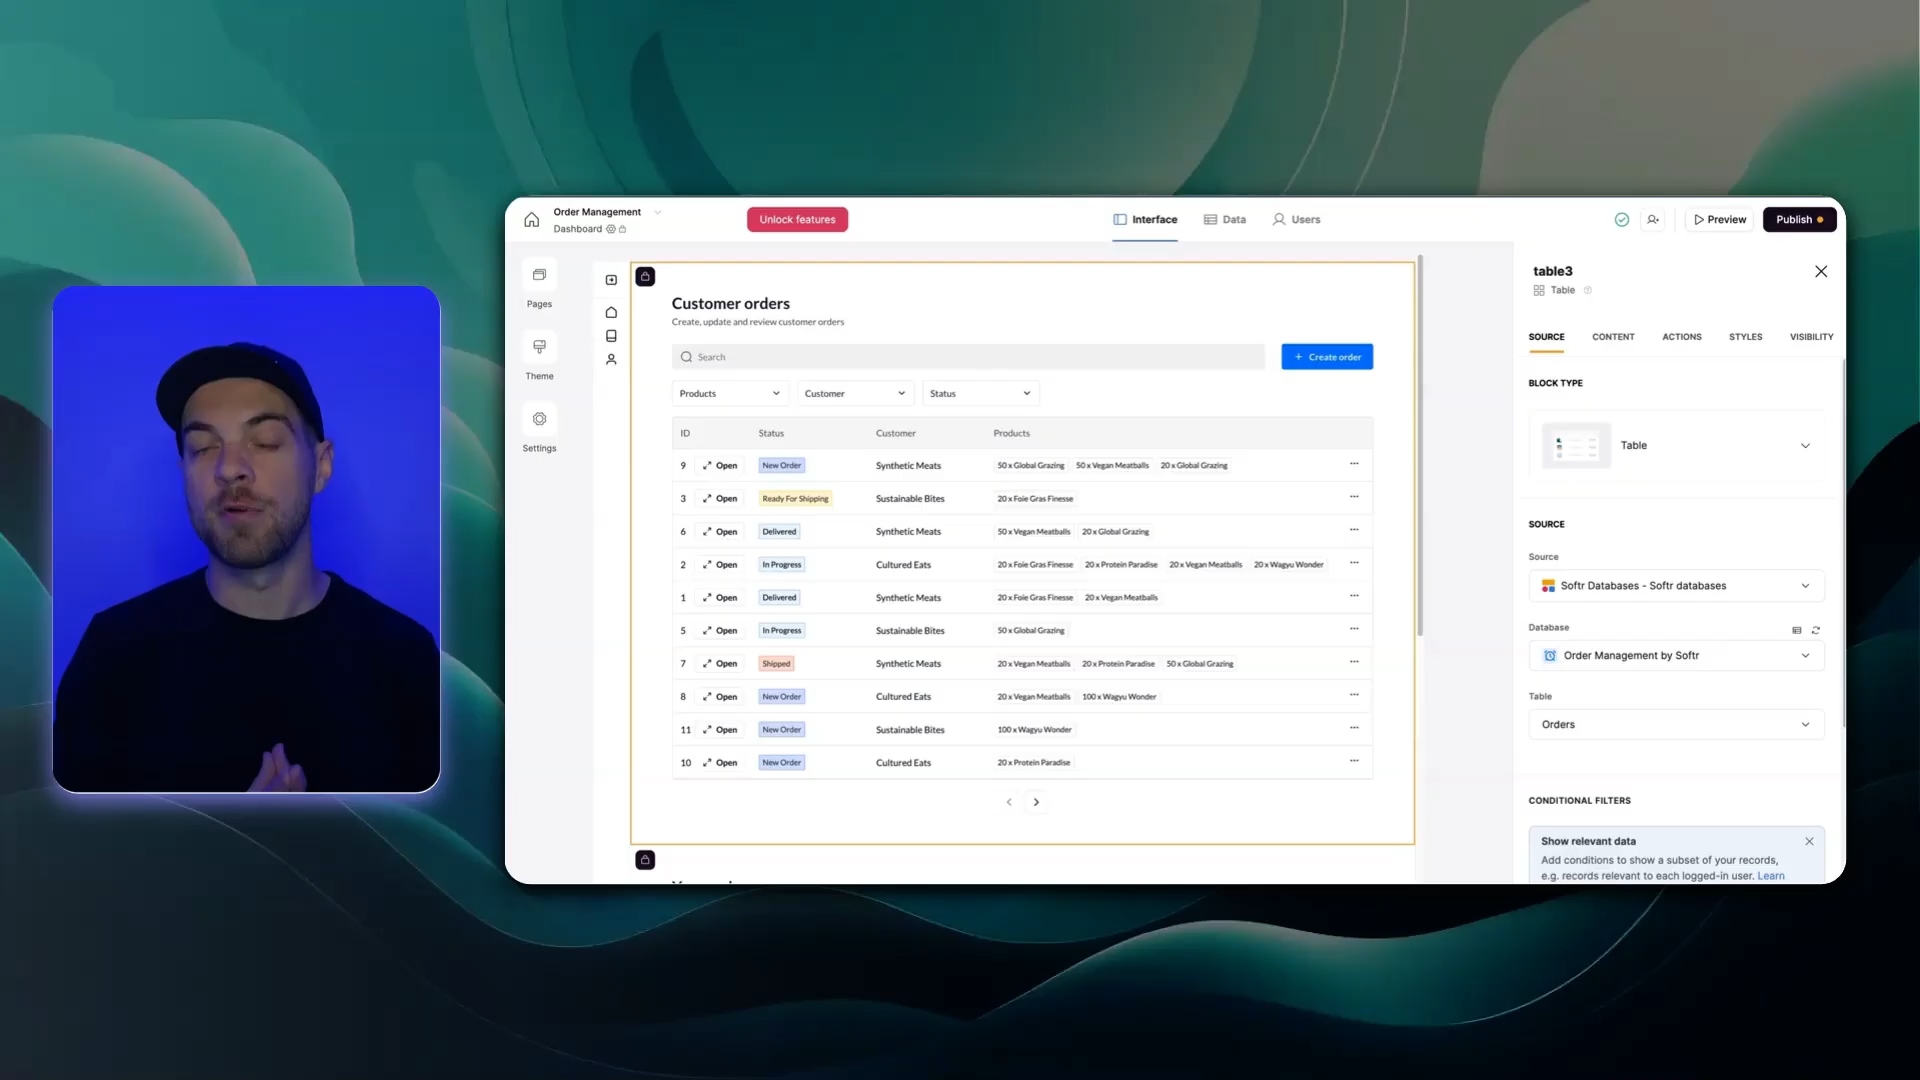 Order Management
Dashboard
Unlock features
Interface
Data
Users
Preview
Publish
Pages
Theme
Settings
Customer orders
Create, update and review customer orders
Search
+ Create order
Products
Customer
Status
ID Status Customer Products
9 Open New Order Synthetic Meats 50 x Global Grazing 50 x Vegan Meatballs 20 x Global Grazing ...
3 Open Ready For Shipping Sustainable Bites 20 x Foie Gras Finesse ...
6 Open Delivered Synthetic Meats 50 x Vegan Meatballs 20 x Global Grazing ...
2 Open In Progress Cultured Eats 20 x Foie Gras Finesse 20 x Protein Paradise 20 x Vegan Meatballs 20 x Wagyu Wonder ...
1 Open Delivered Synthetic Meats 20 x Foie Gras Finesse 20 x Vegan Meatballs ...
5 Open In Progress Sustainable Bites 50 x Global Grazing ...
7 Open Shipped Synthetic Meats 20 x Vegan Meatballs 20 x Protein Paradise 50 x Global Grazing ...
8 Open New Order Cultured Eats 20 x Vegan Meatballs 100 x Wagyu Wonder ...
11 Open New Order Sustainable Bites 100 x Wagyu Wonder ...
10 Open New Order Cultured Eats 20 x Protein Paradise ...
table3
Table
SOURCE CONTENT ACTIONS STYLES VISIBILITY
BLOCK TYPE
Table
SOURCE
Source
Softr Databases - Softr databases
Database
Order Management by Softr
Table
Orders
CONDITIONAL FILTERS
Show relevant data
Add conditions to show a subset of your records,
e.g. records relevant to each logged-in user. Learn